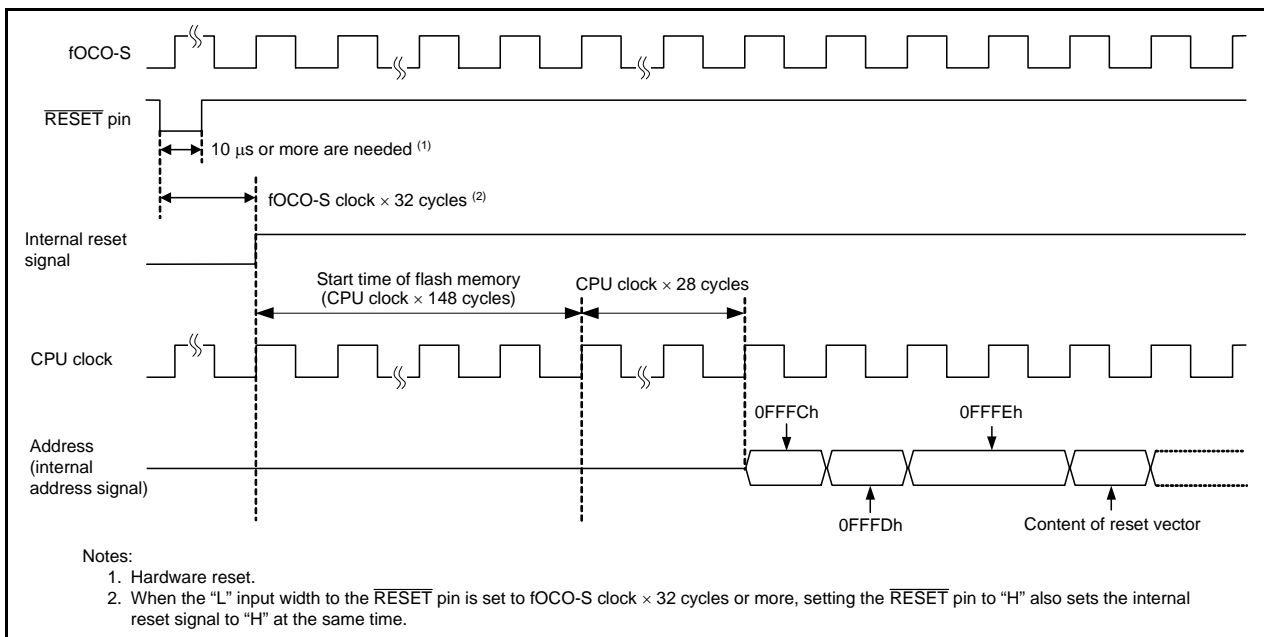 fOCO-S
RESET pin
10 µs or more are needed (1)
fOCO-S clock × 32 cycles (2)
Internal reset
signal
Start time of flash memory
(CPU clock × 148 cycles)
CPU clock × 28 cycles
CPU clock
0FFFCh
0FFFEh
Address
(internal
address signal)
0FFFDh
Content of reset vector
Notes:
1. Hardware reset.
2. When the “L” input width to the RESET pin is set to fOCO-S clock × 32 cycles or more, setting the RESET pin to “H” also sets the internal
reset signal to “H” at the same time.